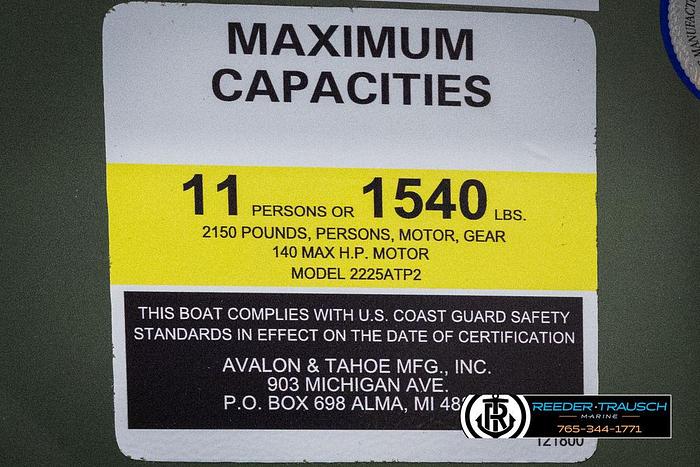 MAXIMUM
CAPACITIES
11 PERSONS OR 1540 LBS.
2150 POUNDS, PERSONS, MOTOR, GEAR
140 MAX H.P. MOTOR
MODEL 2225ATP2
THIS BOAT COMPLIES WITH U.S. COAST GUARD SAFETY
STANDARDS IN EFFECT ON THE DATE OF CERTIFICATION
AVALON & TAHOE MFG., INC.
903 MICHIGAN AVE.
P.O. BOX 698 ALMA, MI
121800
REEDER-TRAUSCH
MARINE
765-344-1771